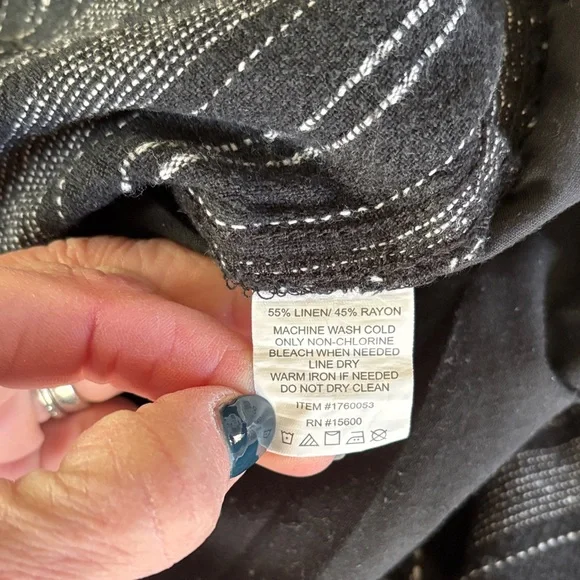 55% LINEN/ 45% RAYON
MACHINE WASH COLD
ONLY NON-CHLORINE
BLEACH WHEN NEEDED
LINE DRY
WARM IRON IF NEEDED
DO NOT DRY CLEAN
ITEM #1760053
RN #15600